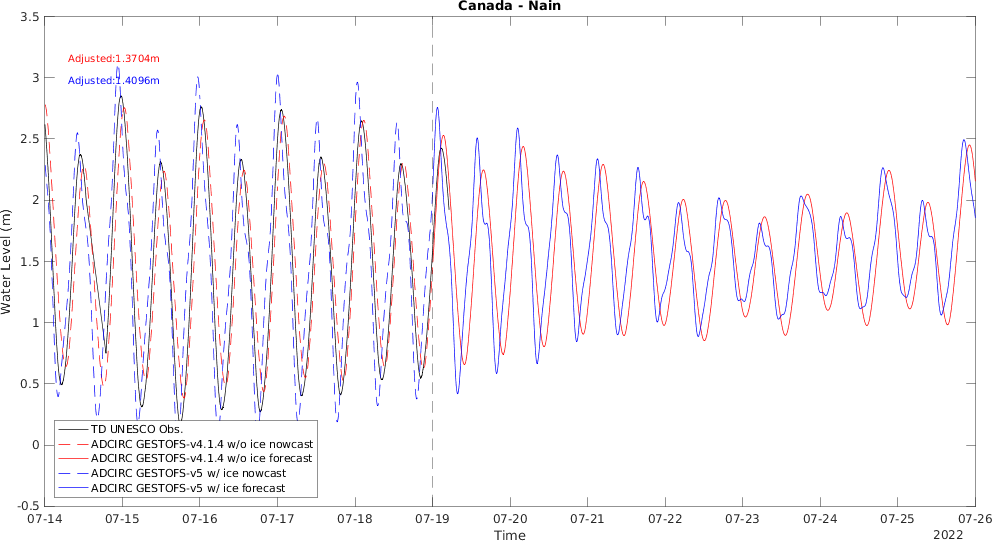 Canada - Nain
3.5
3
2.5
2
1.5
1
0.5
0
-0.5
Water Level (m)
Adjusted:1.3704m
Adjusted:1.4096m
TD UNESCO Obs.
ADCIRC GESTOFS-v4.1.4 w/o ice nowcast
ADCIRC GESTOFS-v4.1.4 w/o ice forecast
ADCIRC GESTOFS-v5 w/ ice nowcast
ADCIRC GESTOFS-v5 w/ ice forecast
07-14 07-15 07-16 07-17 07-18 07-19 07-20 07-21 07-22 07-23 07-24 07-25 07-26
Time
2022